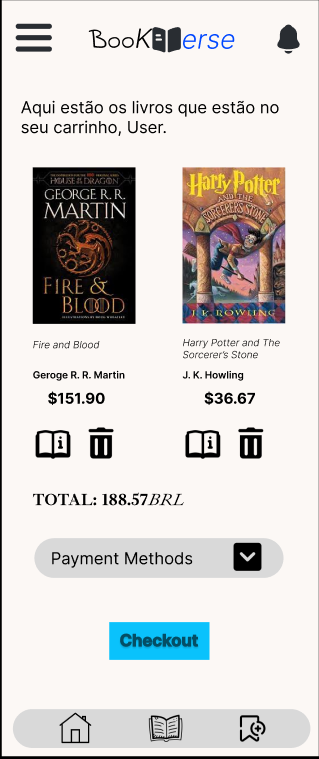 BooK erse
Aqui estão os livros que estão no
seu carrinho, User.
HOUSE OF THE DRAGON
GEORGE R. R.
MARTIN
FIRE &
BLOOD
Harry Potter
AND THE
SORCERER'S STONE
J. K. ROWLING
Fire and Blood
Geroge R. R. Martin
$151.90
Harry Potter and The
Sorcerer's Stone
J. K. Howling
$36.67
TOTAL: 188.57BRL
Payment Methods
Checkout